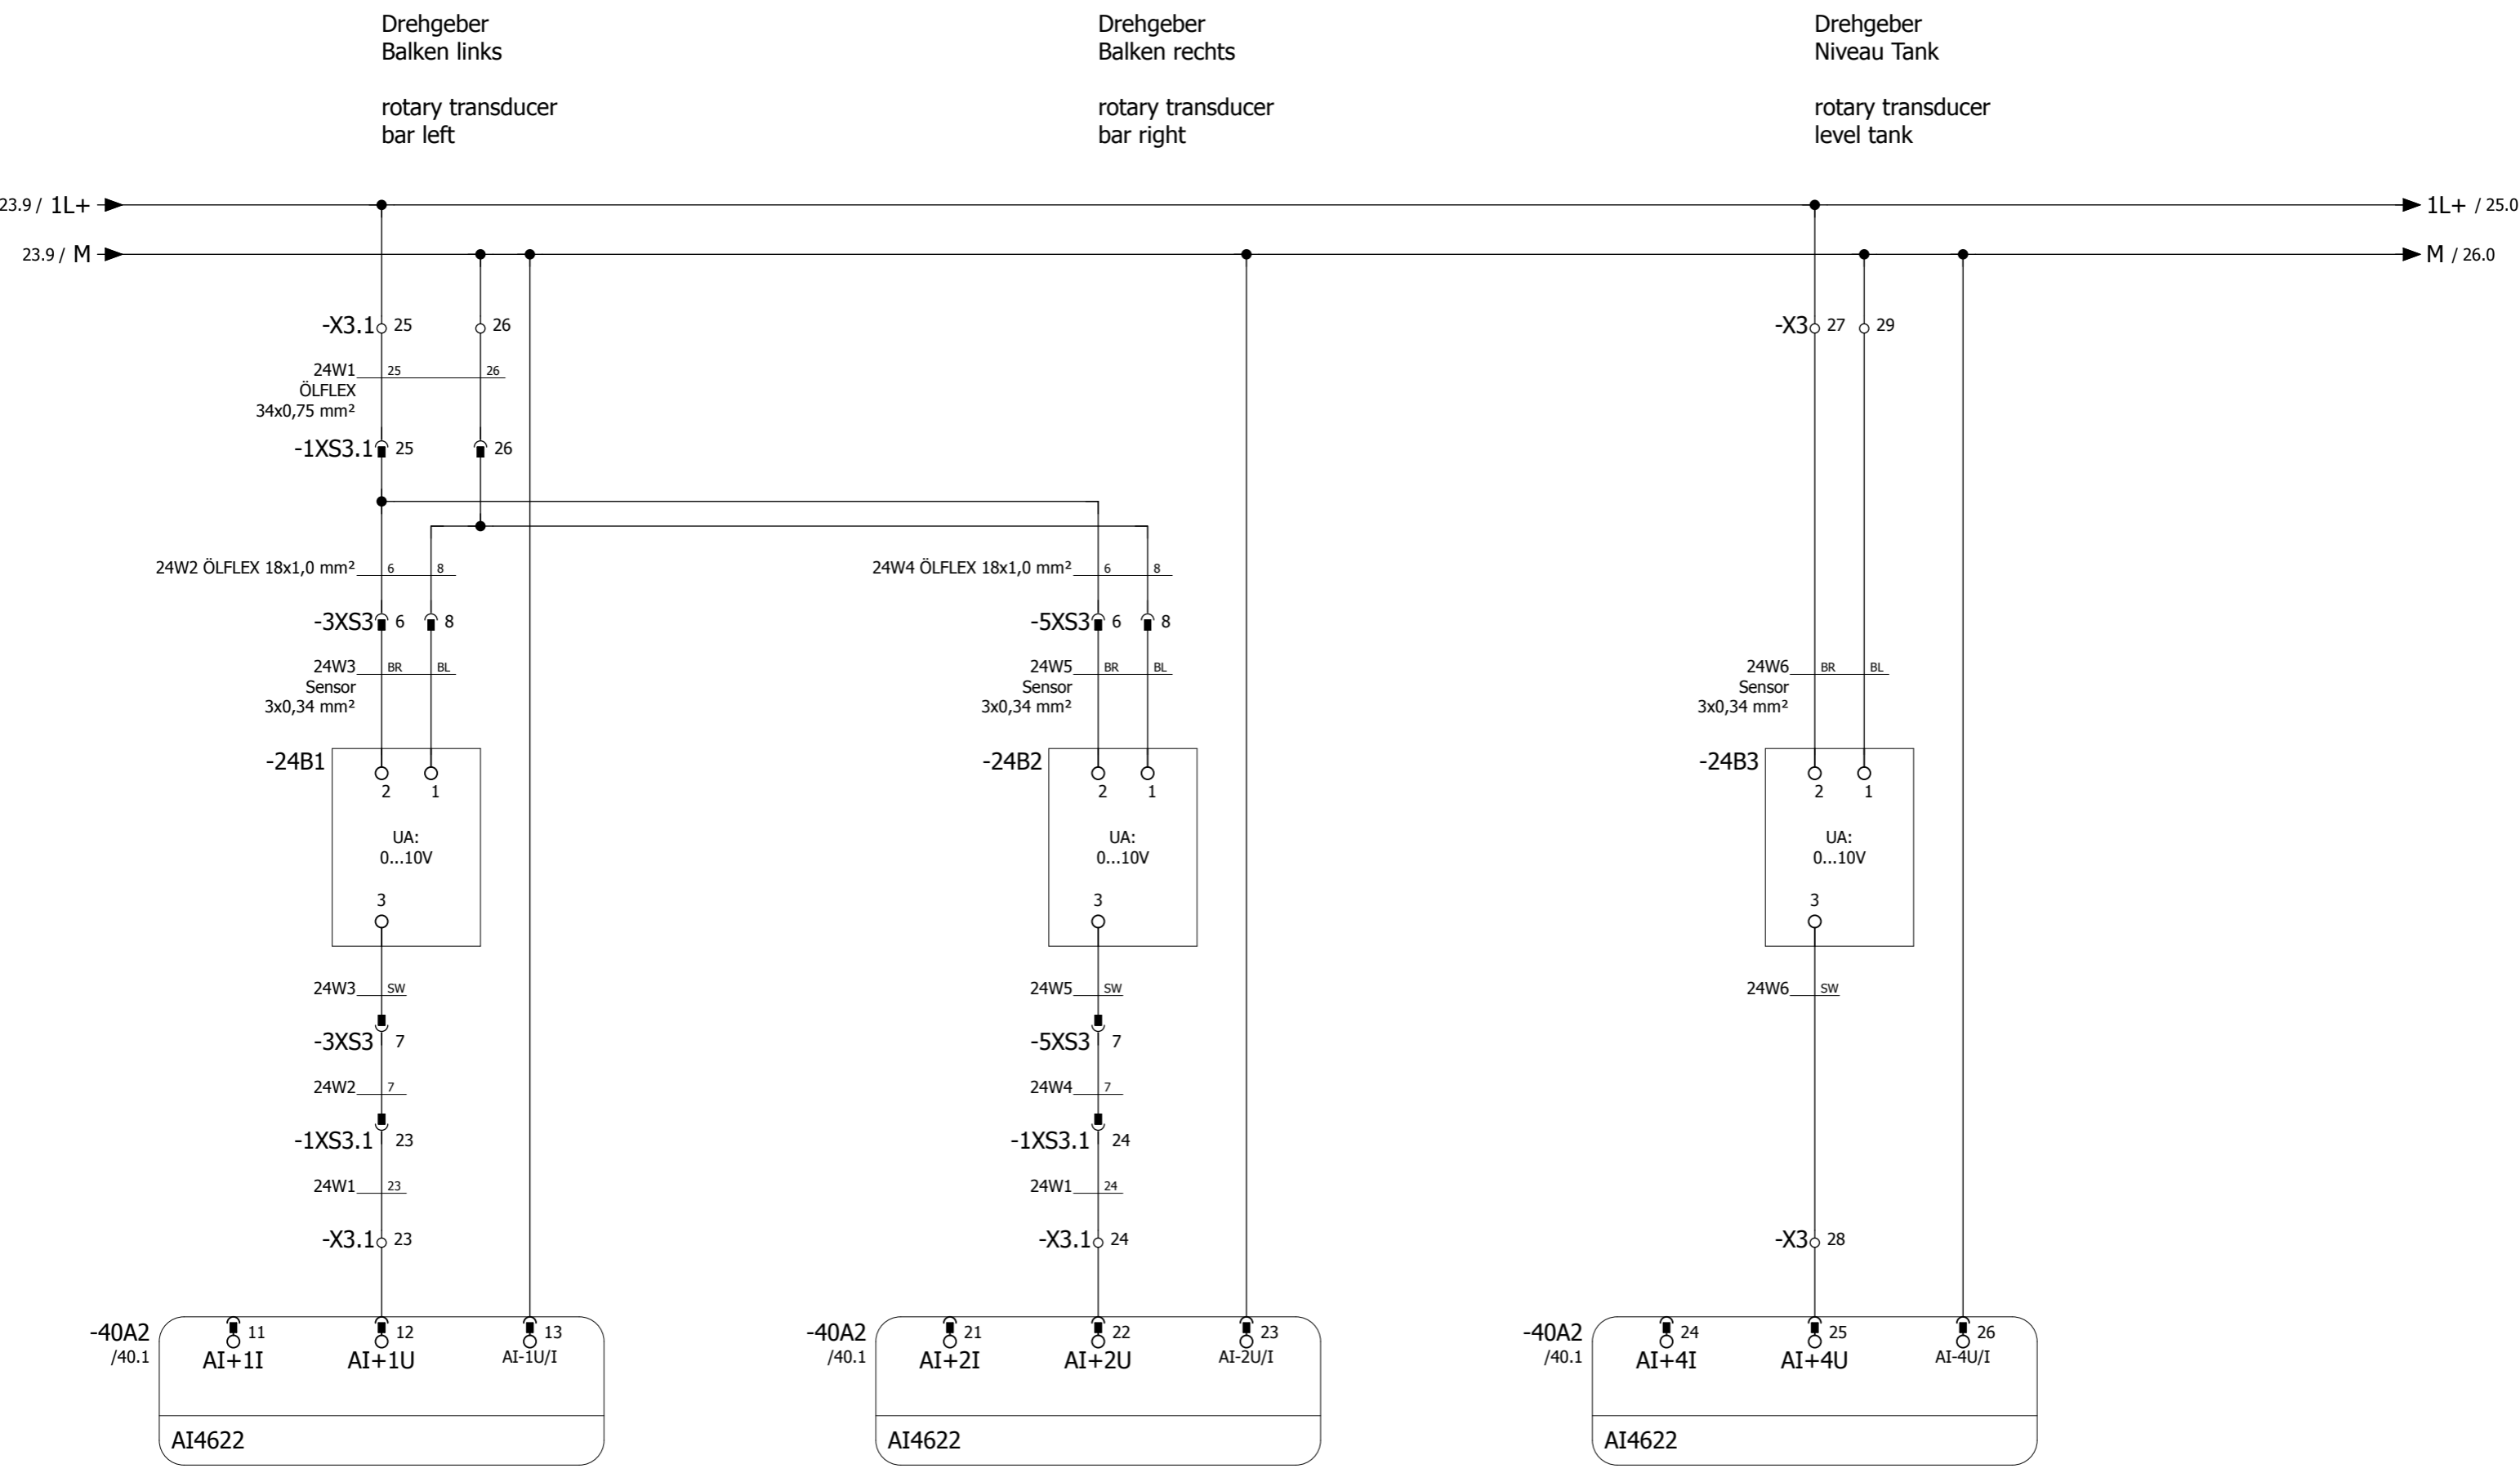 Drehgeber
Balken links
rotary transducer
bar left
Drehgeber
Balken rechts
rotary transducer
bar right
Drehgeber
Niveau Tank
rotary transducer
level tank
23.9 / 1L+
1L+ / 25.0
23.9 / M
M / 26.0
-X3.1 25 26
-X3 27 29
24W1 25 26
ÖLFLEX
34x0,75 mm²
-1XS3.1 25 26
24W2 ÖLFLEX 18x1,0 mm² 6 8
24W4 ÖLFLEX 18x1,0 mm² 6 8
-3XS3 6 8
-5XS3 6 8
24W3 BR BL
Sensor
3x0,34 mm²
24W5 BR BL
Sensor
3x0,34 mm²
24W6 BR BL
Sensor
3x0,34 mm²
-24B1
2 1
UA:
0...10V
3
-24B2
2 1
UA:
0...10V
3
-24B3
2 1
UA:
0...10V
3
24W3 SW
24W5 SW
24W6 SW
-3XS3 7
-5XS3 7
24W2 7
24W4 7
-1XS3.1 23
-1XS3.1 24
24W1 23
24W1 24
-X3.1 23
-X3.1 24
-X3 28
-40A2 11 12 13
/40.1 AI+1I AI+1U AI-1U/I
AI4622
-40A2 21 22 23
/40.1 AI+2I AI+2U AI-2U/I
AI4622
-40A2 24 25 26
/40.1 AI+4I AI+4U AI-4U/I
AI4622